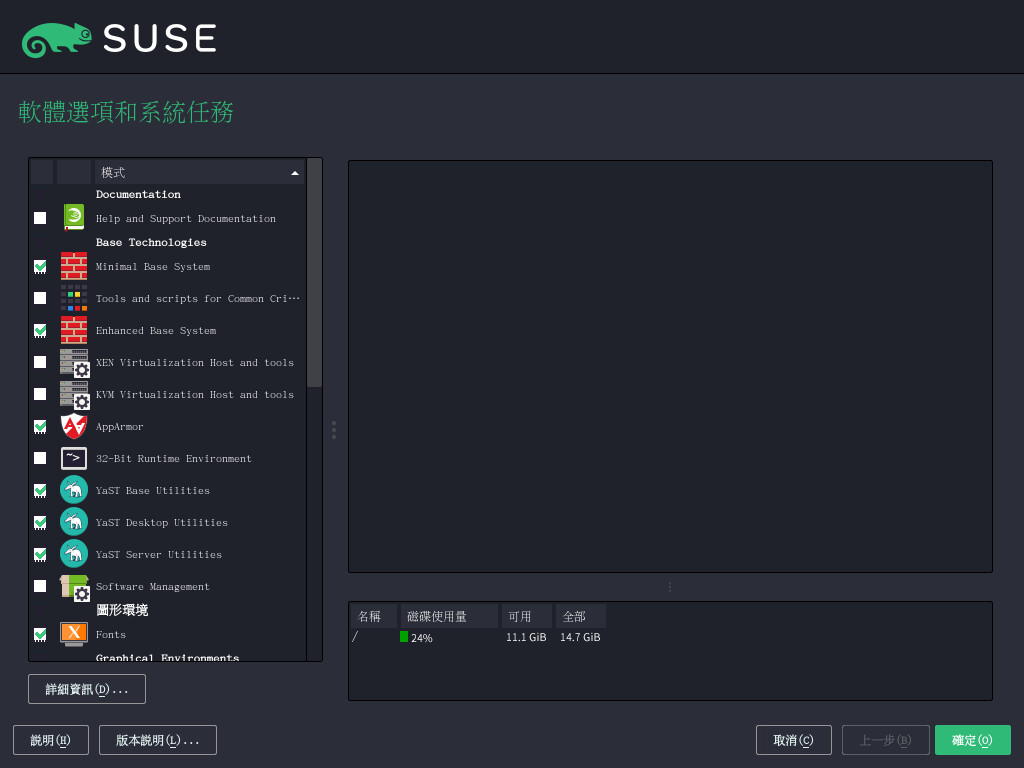 SUSE
軟體選項和系統任務
模式
Documentation
Help and Support Documentation
Base Technologies
Minimal Base System
Tools and scripts for Common Cri⋯
Enhanced Base System
XEN Virtualization Host and tools
KVM Virtualization Host and tools
AppArmor
32-Bit Runtime Environment
YaST Base Utilities
YaST Desktop Utilities
YaST Server Utilities
Software Management
圖形環境
Fonts
Graphical Environments
名稱 磁碟使用量 可用 全部
/ 24% 11.1 GiB 14.7 GiB
詳細資訊(D)...
説明(H) 版本説明(L)... 取消(C) 上一步(B) 確定(O)